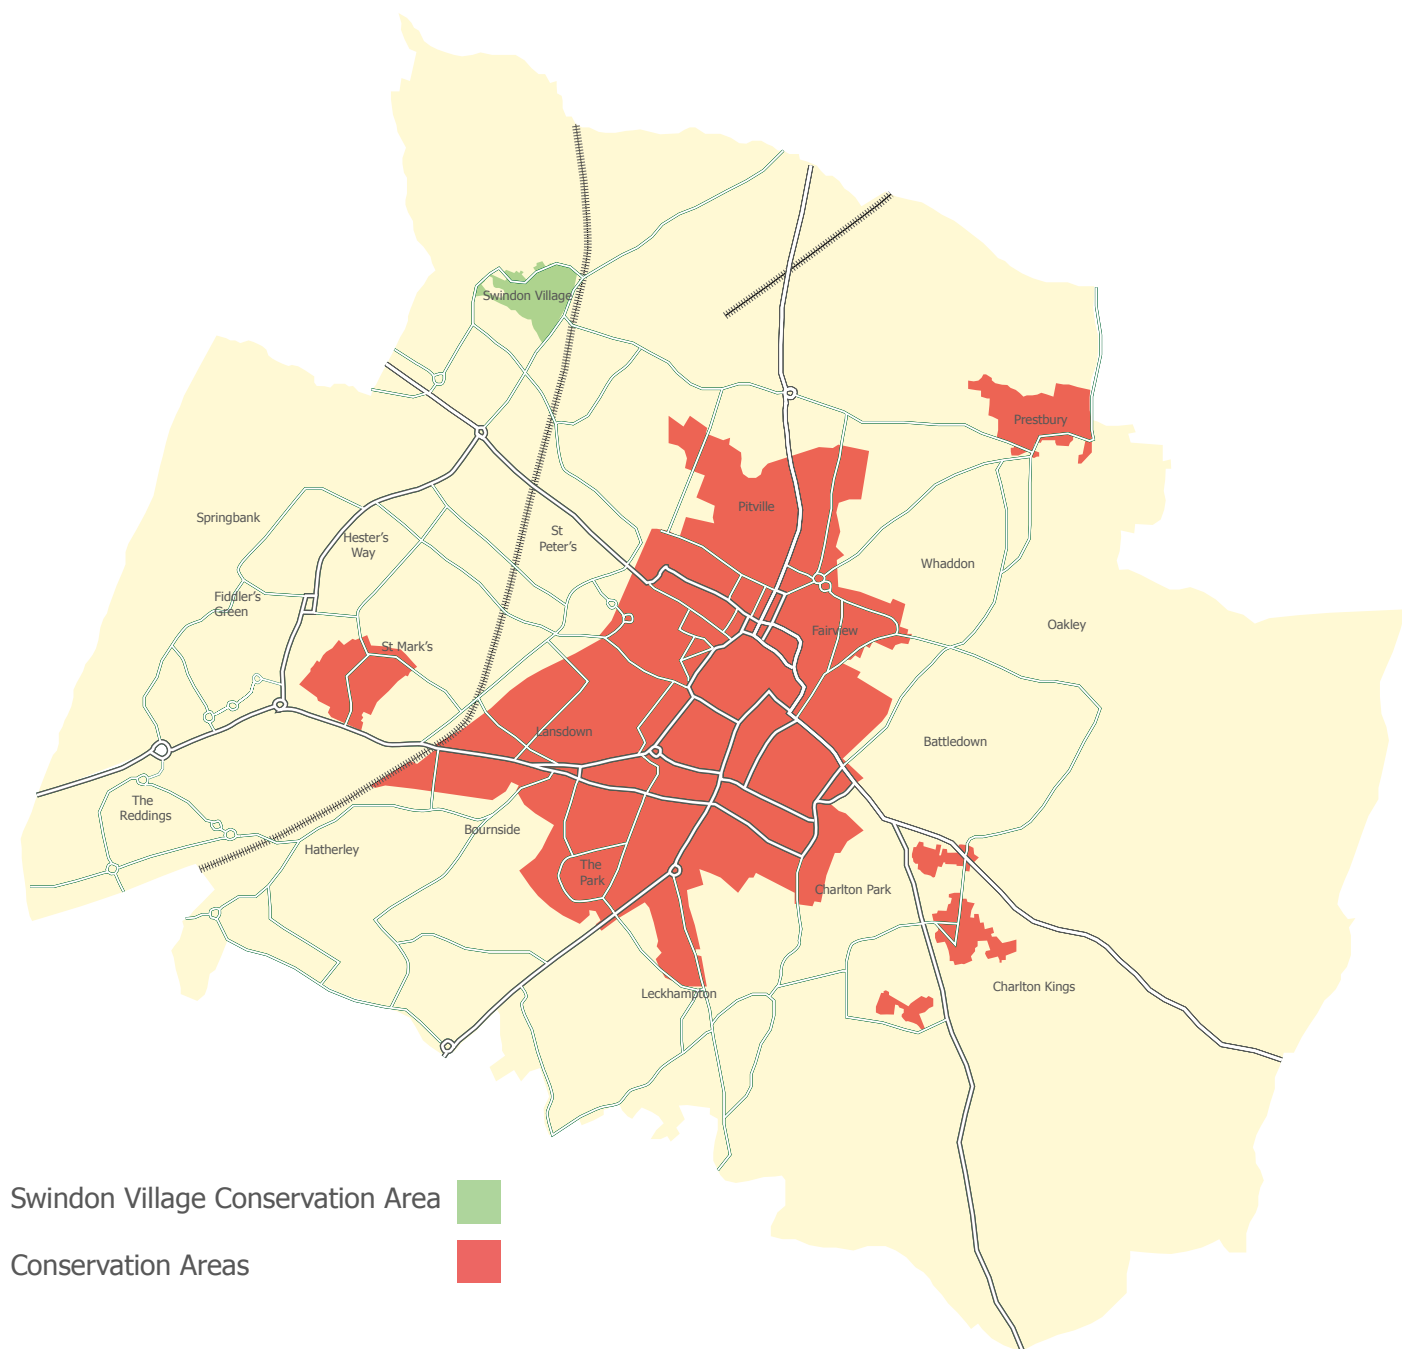 Swindon Village
Prestbury
Pitville
Springbank
Hester's
Way
St
Peter's
Whaddon
Fiddler's
Green
Oakley
Fairview
St Mark's
Lansdown
Battledown
The
Reddings
Bournside
Hatherley
The
Park
Charlton Park
Leckhampton
Charlton Kings
Swindon Village Conservation Area
Conservation Areas